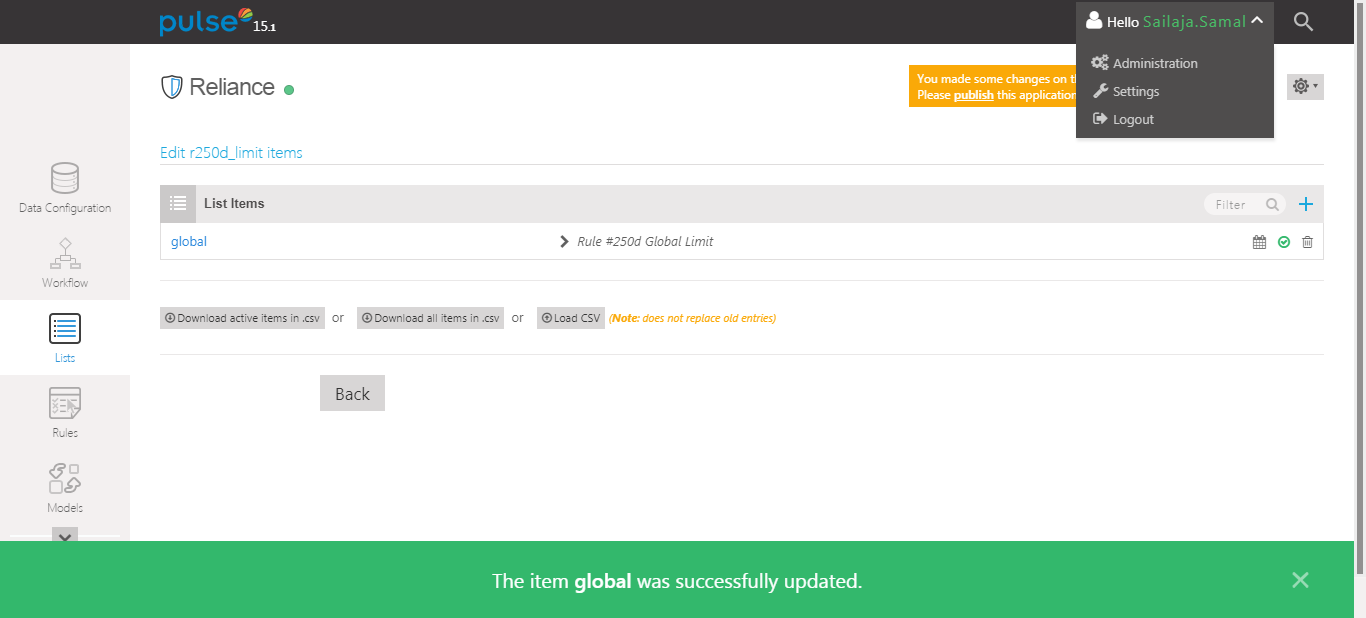 pulse 15.1
Hello Sailaja.Samal
Administration
Settings
Logout
Reliance
You made some changes on
Please publish this application
Edit r250d_limit items
Data Configuration
Workflow
Lists
Rules
Models
List Items
Filter
global
Rule #250d Global Limit
Download active items in .csv or Download all items in .csv or Load CSV (Note: does not replace old entries)
Back
The item global was successfully updated.